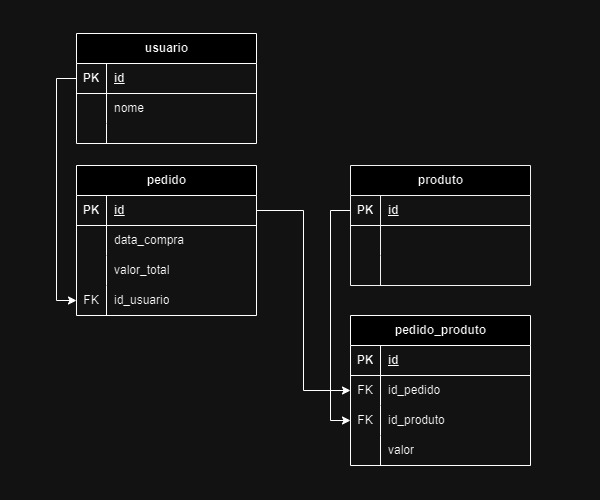 usuario
PK id
nome
pedido
PK id
data_compra
valor_total
FK id_usuario
produto
PK id
pedido_produto
PK id
FK id_pedido
FK id_produto
valor